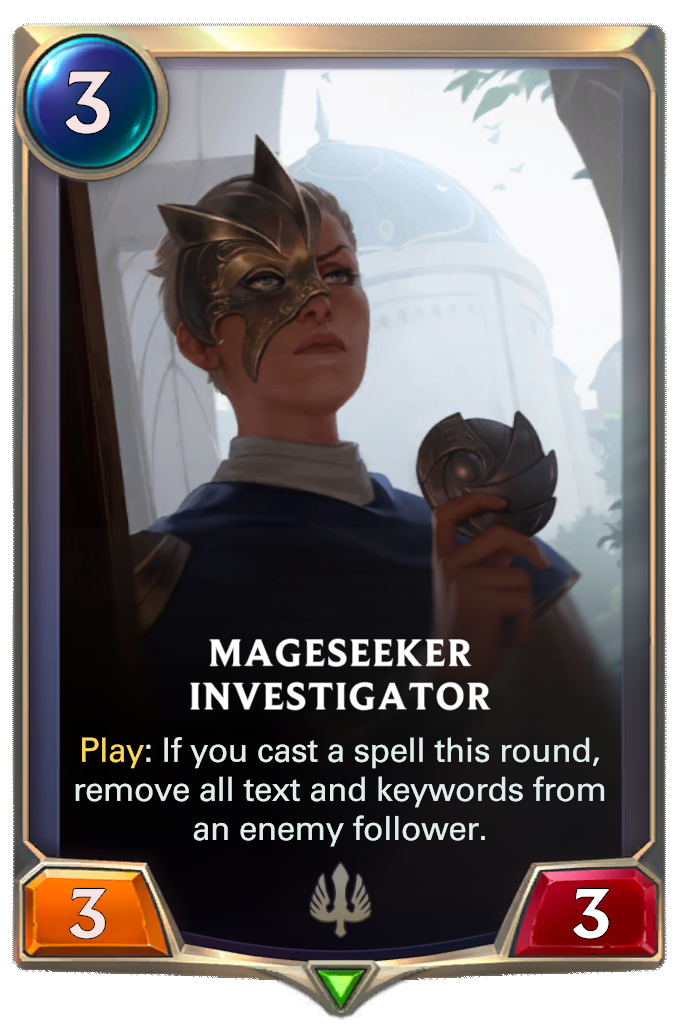 3
MAGESEEKER
INVESTIGATOR
Play: If you cast a spell this round,
remove all text and keywords from
an enemy follower.
3
3